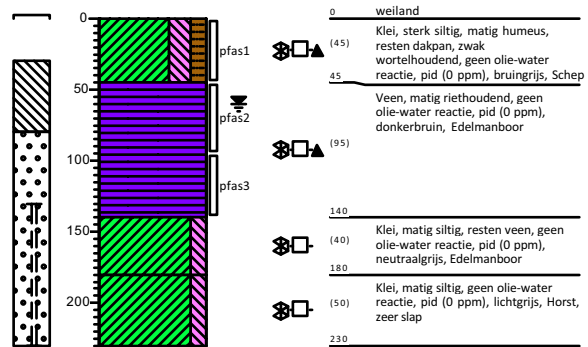 0
50
100
150
200
pfas1
pfas2
pfas3
0 weiland
(45) Klei, sterk siltig, matig humeus,
resten dakpan, zwak
wortelhoudend, geen olie-water
reactie, pid (0 ppm), bruingrijs, Schep
45
Veen, matig riethoudend, geen
olie-water reactie, pid (0 ppm),
donkerbruin, Edelmanboor
(95)
140
Klei, matig siltig, resten veen, geen
(40) olie-water reactie, pid (0 ppm),
neutraalgrijs, Edelmanboor
180
Klei, matig siltig, geen olie-water
(50) reactie, pid (0 ppm), lichtgrijs, Horst,
zeer slap
230